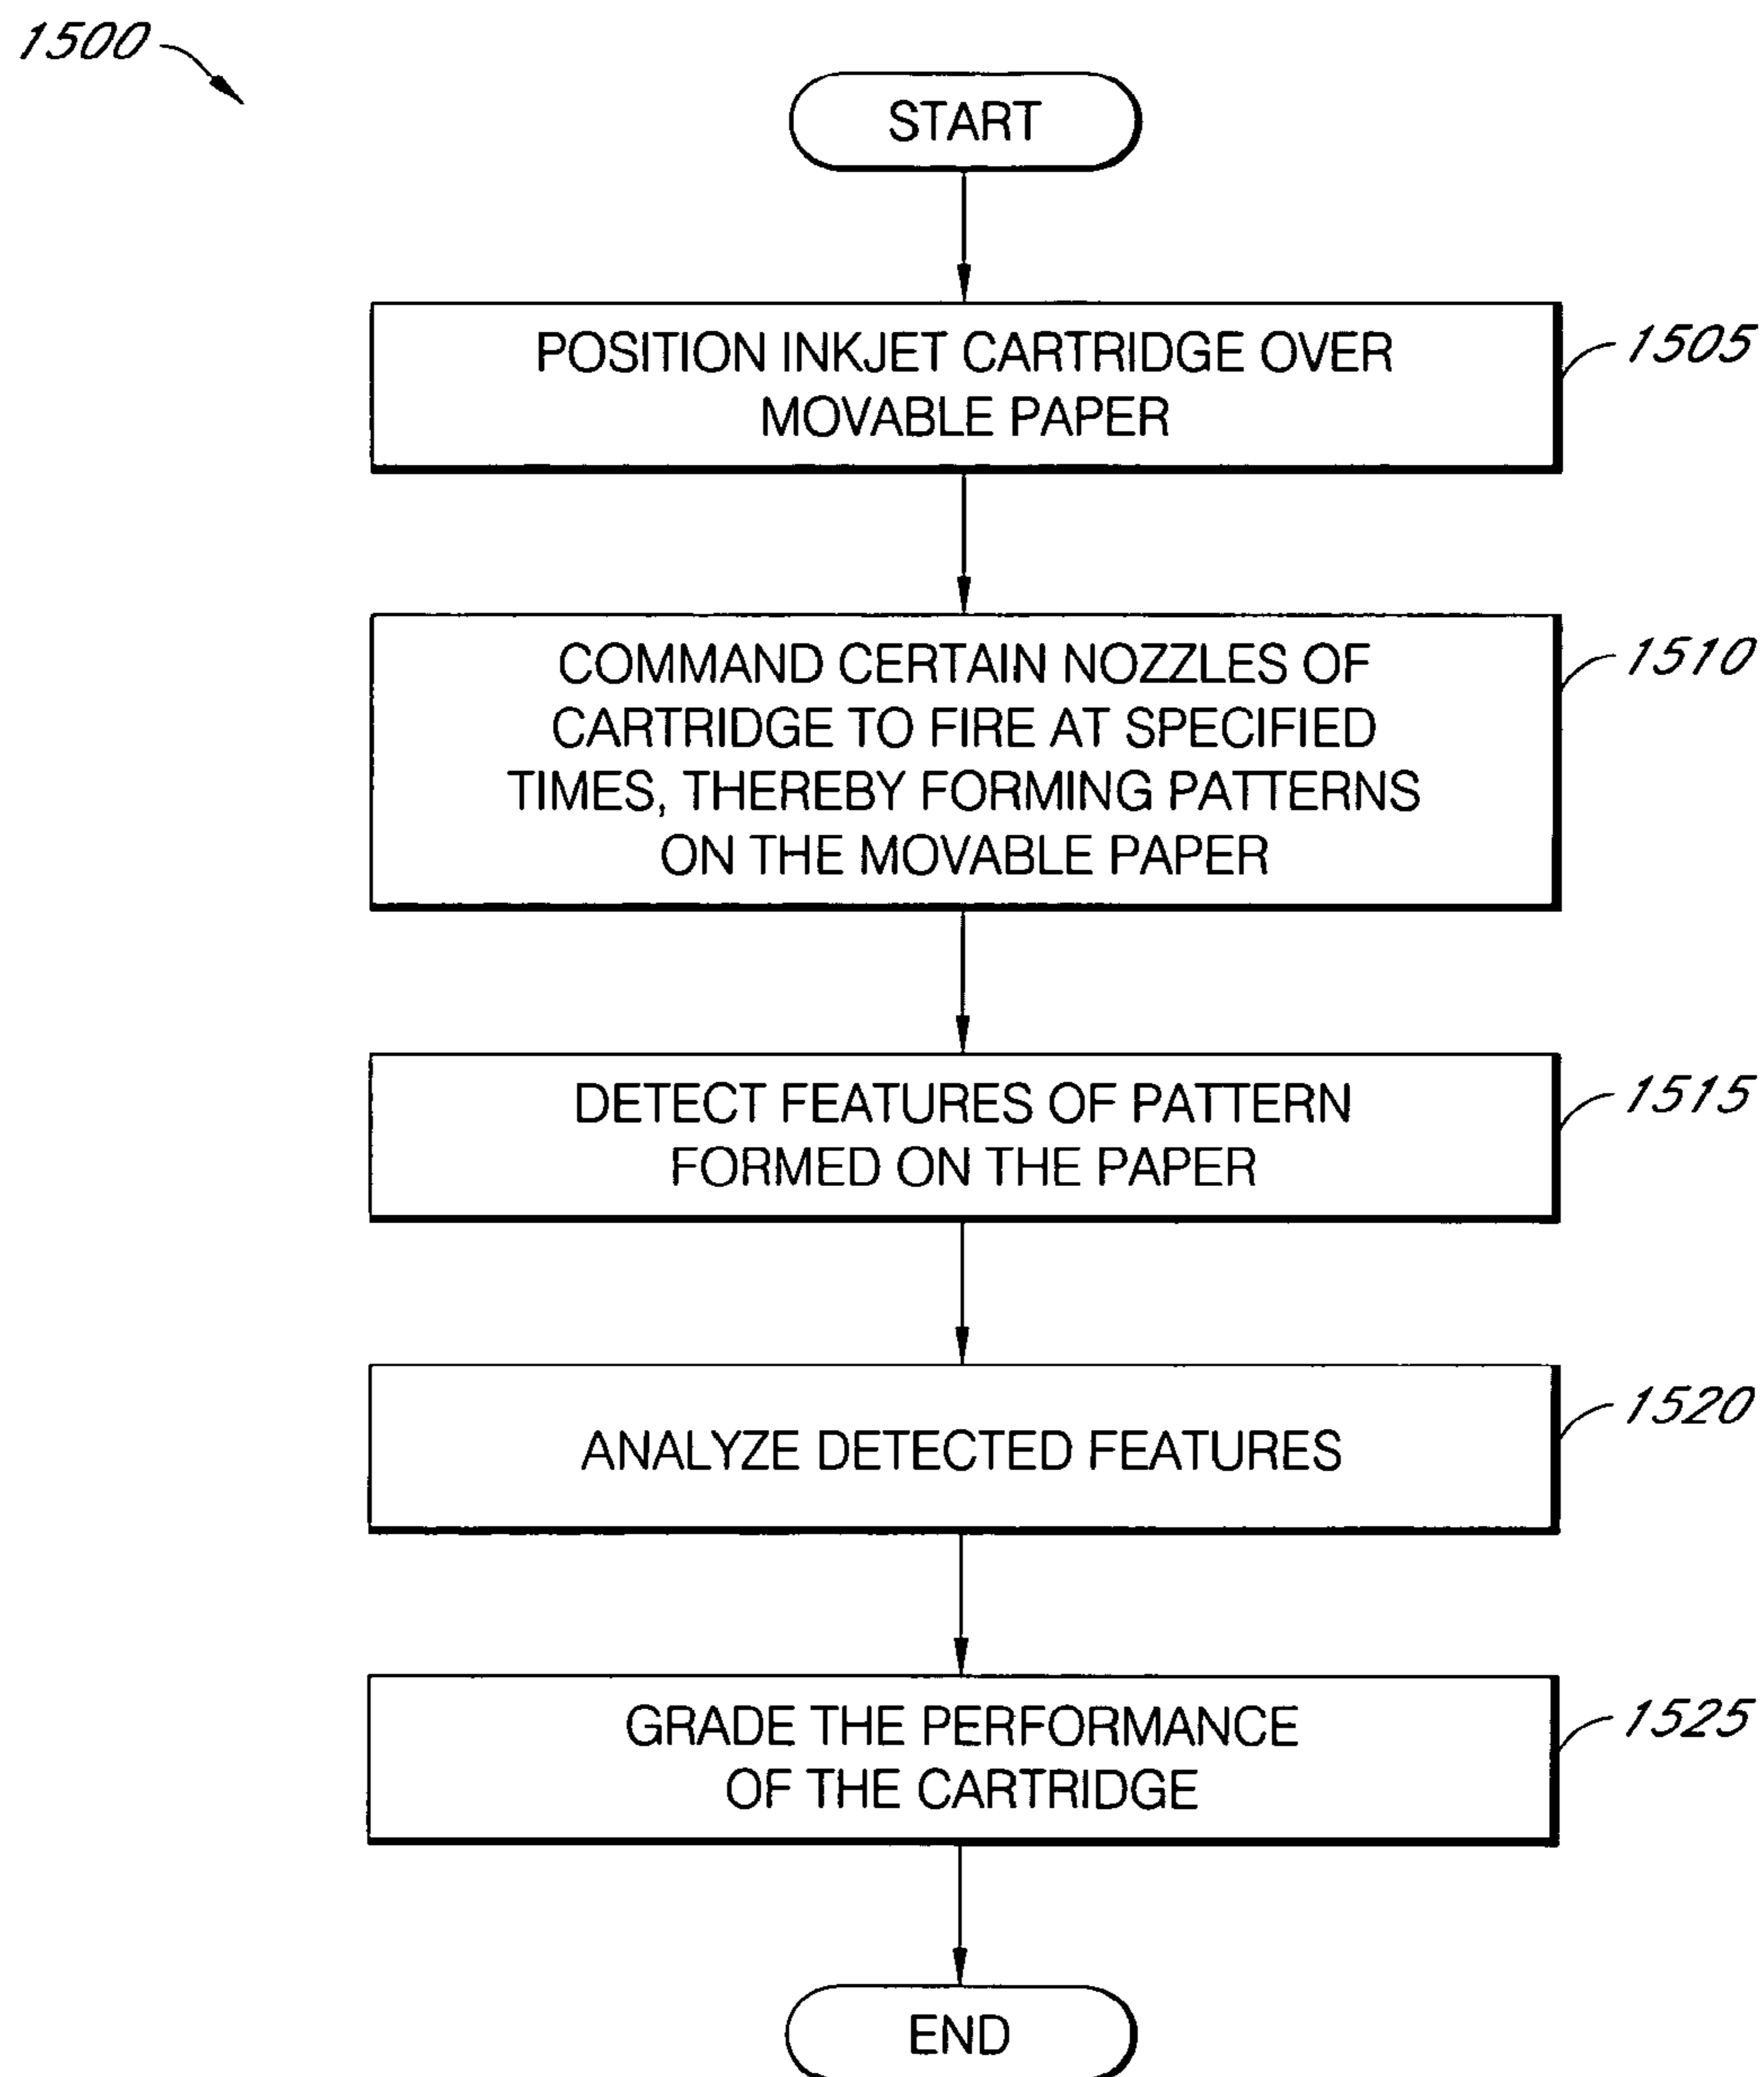 1500
START
POSITION INKJET CARTRIDGE OVER
MOVABLE PAPER
1505
COMMAND CERTAIN NOZZLES OF
CARTRIDGE TO FIRE AT SPECIFIED
TIMES, THEREBY FORMING PATTERNS
ON THE MOVABLE PAPER
1510
DETECT FEATURES OF PATTERN
FORMED ON THE PAPER
1515
ANALYZE DETECTED FEATURES
1520
GRADE THE PERFORMANCE
OF THE CARTRIDGE
1525
END